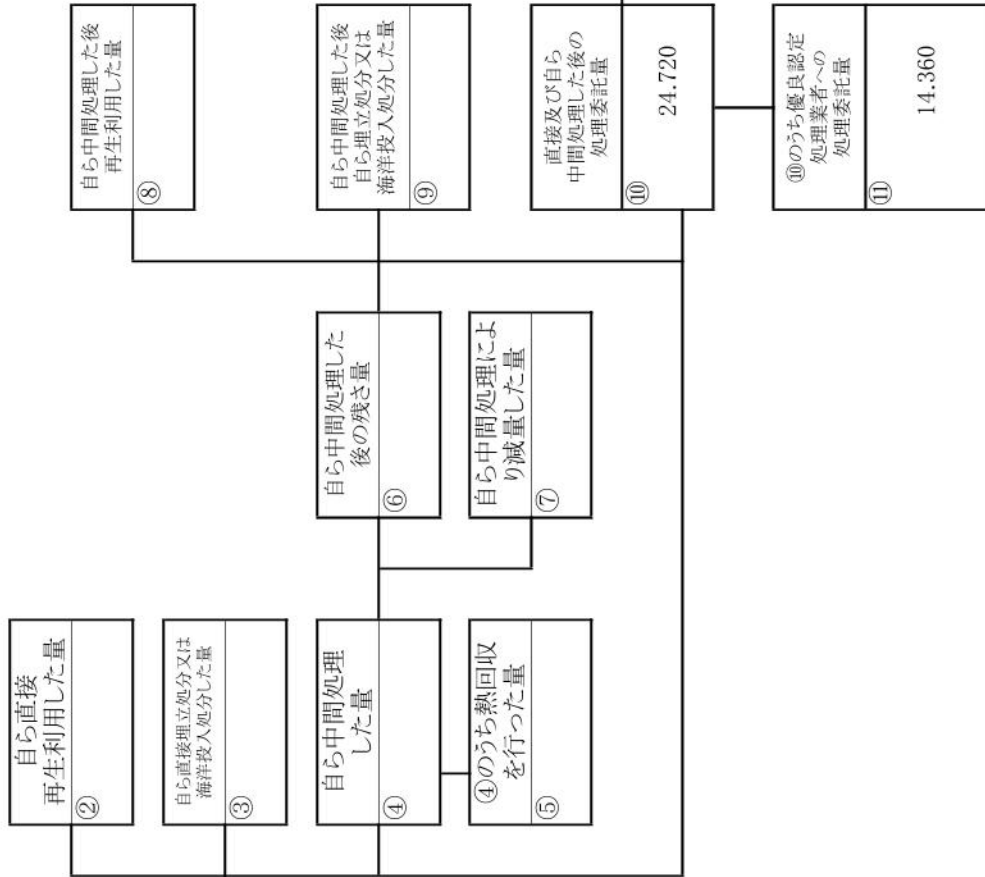 自ら直接
再生利用した量
②
自ら直接埋立処分又は
海洋投入処分した量
③
自ら中間処理
した量
④
④のうち熱回収
を行った量
⑤
自ら中間処理した
後の残さ量
⑥
自ら中間処理によ
り減量した量
⑦
自ら中間処理した後
再生利用した量
⑧
自ら中間処理した後
自ら埋立処分又は
海洋投入処分した量
⑨
直接及び自ら
中間処理した後の
処理委託量
⑩
24.720
⑩のうち優良認定
処理業者への
処理委託量
⑪
14.360